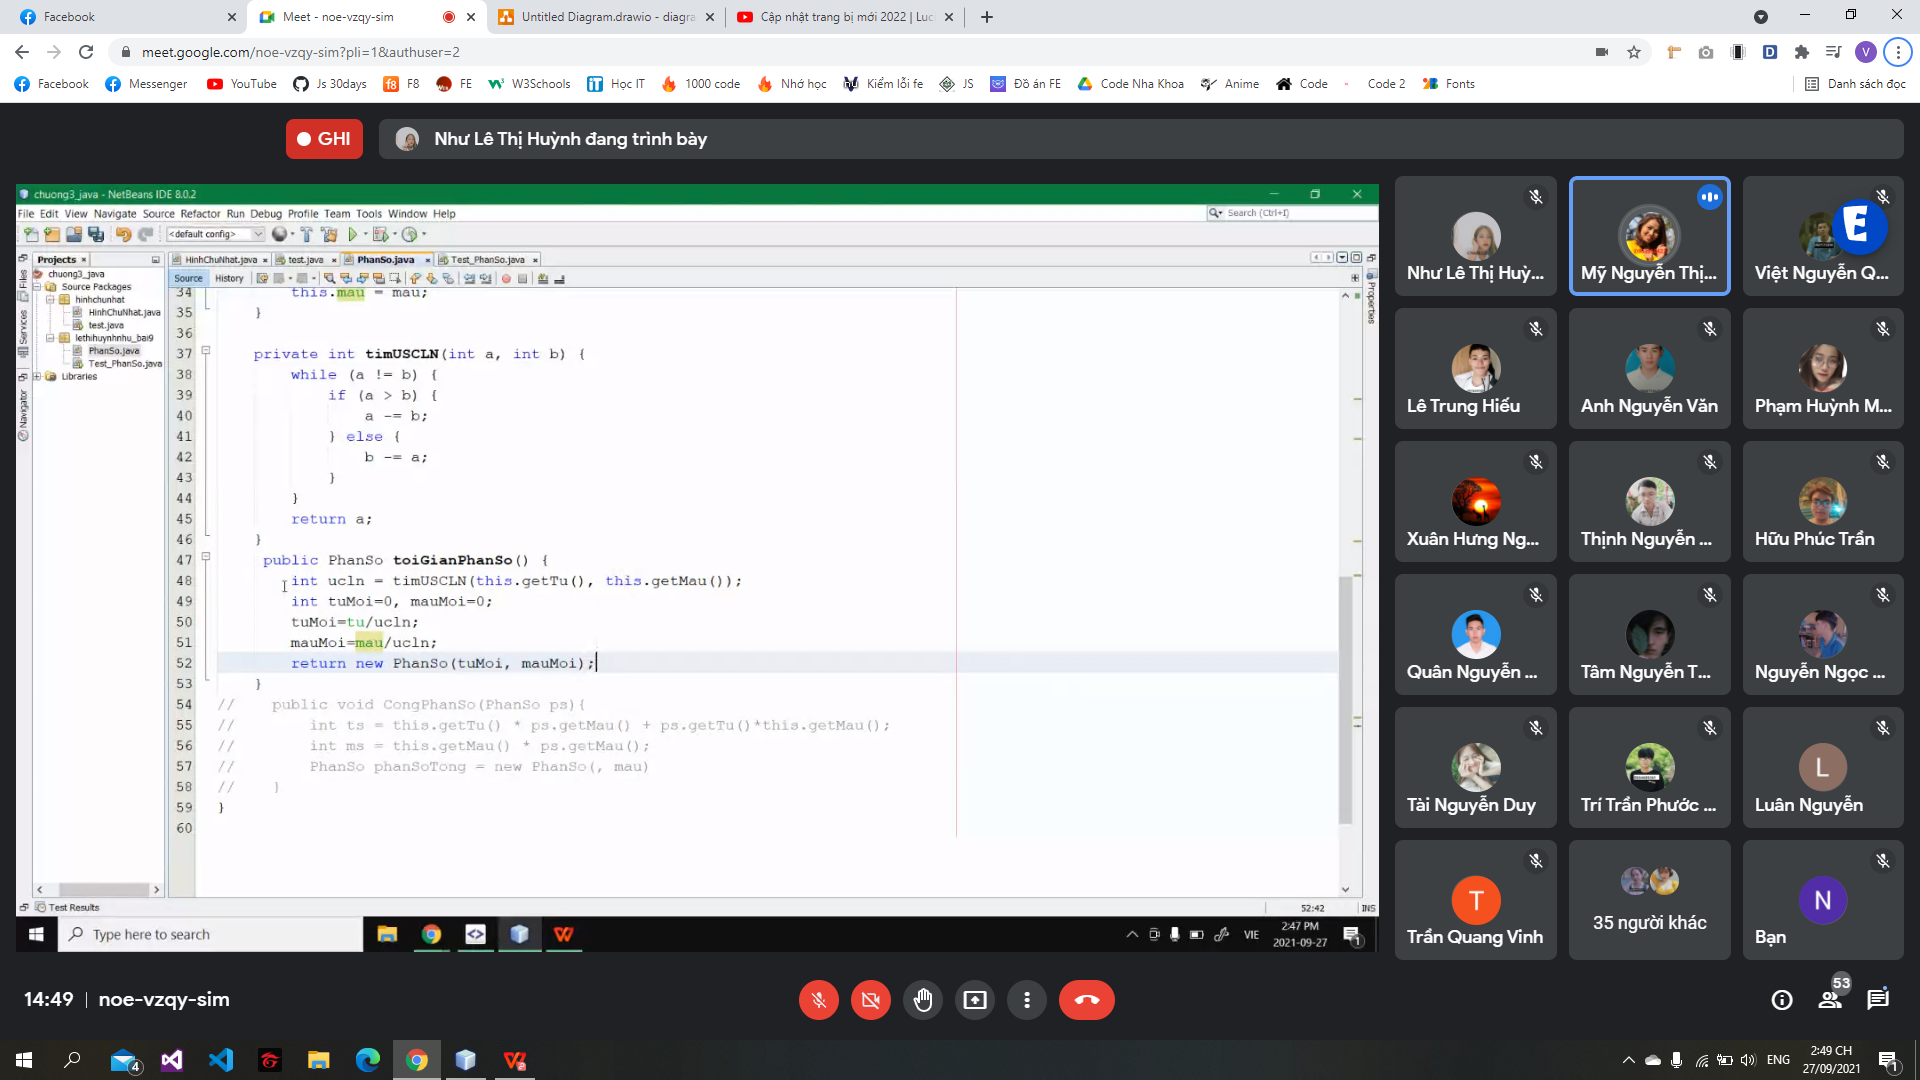 Facebook
Meet - noe-vzqy-sim
Untitled Diagram.drawio - diagra
Cập nhật trang bị mới 2022 | Luc
meet.google.com/noe-vzqy-sim?pli=1&authuser=2
Facebook Messenger YouTube Js 30days F8 FE W3Schools Học IT 1000 code Nhớ học Kiểm lỗi fe JS Đồ án FE Code Nha Khoa Anime Code Code 2 Fonts Danh sách đọc
GHI
Như Lê Thị Huỳnh đang trình bày
chuong3_java - NetBeans IDE 8.0.2
File Edit View Navigate Source Refactor Run Debug Profile Team Tools Window Help
Search (Ctrl+I)
<default config>
Projects
HinhChuNhat.java test.java PhanSo.java Test_PhanSo.java
Source History
chuong3_java
Source Packages
hinhchunhat
HinhChuNhat.java
test.java
lethihuynhnhu_bai9
PhanSo.java
Test_PhanSo.java
Libraries
Files
Services
Navigator
Properties
34 this.mau = mau;
35 }
36
37 private int timUSCLN(int a, int b) {
38 while (a != b) {
39 if (a > b) {
40 a -= b;
41 } else {
42 b -= a;
43 }
44 }
45 return a;
46 }
47 public PhanSo toiGianPhanSo() {
48 int ucln = timUSCLN(this.getTu(), this.getMau());
49 int tuMoi=0, mauMoi=0;
50 tuMoi=tu/ucln;
51 mauMoi=mau/ucln;
52 return new PhanSo(tuMoi, mauMoi);
53 }
54 // public void CongPhanSo(PhanSo ps){
55 // int ts = this.getTu() * ps.getMau() + ps.getTu()*this.getMau();
56 // int ms = this.getMau() * ps.getMau();
57 // PhanSo phanSoTong = new PhanSo(, mau)
58 // }
59 }
60
Test Results
52:42 INS
Type here to search
VIE
2:47 PM
2021-09-27
1
Như Lê Thị Huỳ...
Mỹ Nguyễn Thị...
E
Việt Nguyễn Q...
Lê Trung Hiếu
Anh Nguyễn Văn
Phạm Huỳnh M...
Xuân Hưng Ng...
Thịnh Nguyễn ...
Hữu Phúc Trần
Quân Nguyễn ...
Tâm Nguyễn T...
Nguyễn Ngọc ...
Tài Nguyễn Duy
Trí Trần Phước ...
L
Luân Nguyễn
T
Trần Quang Vinh
35 người khác
N
Bạn
14:49 | noe-vzqy-sim
53
4
ENG
2:49 CH
27/09/2021
1